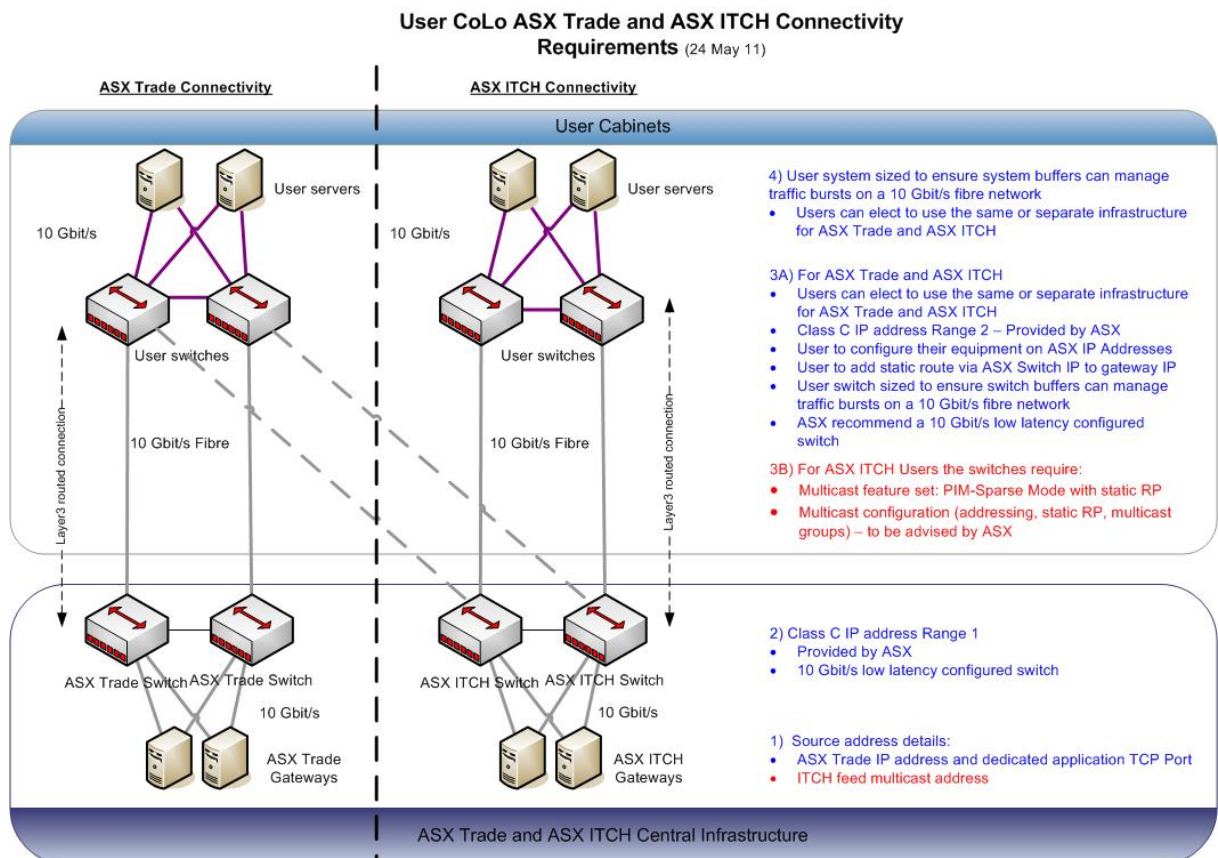 User CoLo ASX Trade and ASX ITCH Connectivity
Requirements (24 May 11)
ASX Trade Connectivity
ASX ITCH Connectivity
User Cabinets
User servers
User servers
10 Gbit/s
10 Gbit/s
User switches
User switches
Layer3 routed connection
10 Gbit/s Fibre
10 Gbit/s Fibre
Layer3 routed connection
4) User system sized to ensure system buffers can manage
traffic bursts on a 10 Gbit/s fibre network
• Users can elect to use the same or separate infrastructure
for ASX Trade and ASX ITCH
3A) For ASX Trade and ASX ITCH
• Users can elect to use the same or separate infrastructure
for ASX Trade and ASX ITCH
• Class C IP address Range 2 – Provided by ASX
• User to configure their equipment on ASX IP Addresses
• User to add static route via ASX Switch IP to gateway IP
• User switch sized to ensure switch buffers can manage
traffic bursts on a 10 Gbit/s fibre network
• ASX recommend a 10 Gbit/s low latency configured
switch
3B) For ASX ITCH Users the switches require:
• Multicast feature set: PIM-Sparse Mode with static RP
• Multicast configuration (addressing, static RP, multicast
groups) – to be advised by ASX
ASX Trade Switch
ASX Trade Switch
ASX ITCH Switch
ASX ITCH Switch
10 Gbit/s
10 Gbit/s
ASX Trade
Gateways
ASX ITCH
Gateways
2) Class C IP address Range 1
• Provided by ASX
• 10 Gbit/s low latency configured switch
1) Source address details:
• ASX Trade IP address and dedicated application TCP Port
• ITCH feed multicast address
ASX Trade and ASX ITCH Central Infrastructure